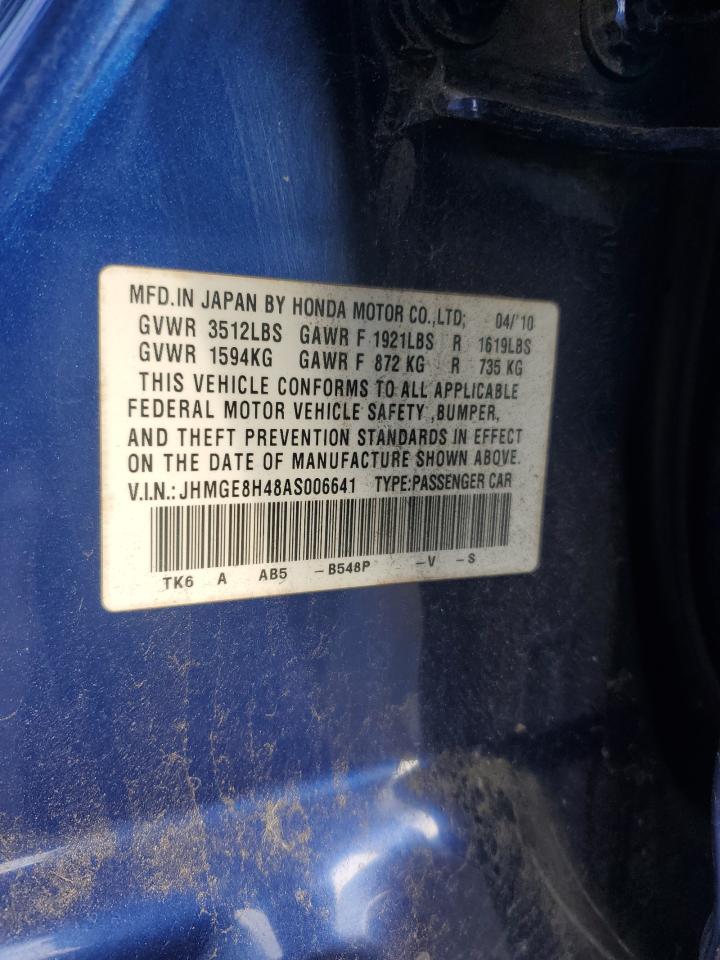 MFD.IN JAPAN BY HONDA MOTOR CO.,LTD; 04/'10
GVWR 3512LBS GAWR F 1921LBS R 1619LBS
GVWR 1594KG GAWR F 872 KG R 735 KG
THIS VEHICLE CONFORMS TO ALL APPLICABLE
FEDERAL MOTOR VEHICLE SAFETY ,BUMPER,
AND THEFT PREVENTION STANDARDS IN EFFECT
ON THE DATE OF MANUFACTURE SHOWN ABOVE.
V.I.N.: JHMGE8H48AS006641 TYPE:PASSENGER CAR
TK6 A AB5 -B548P -V -S